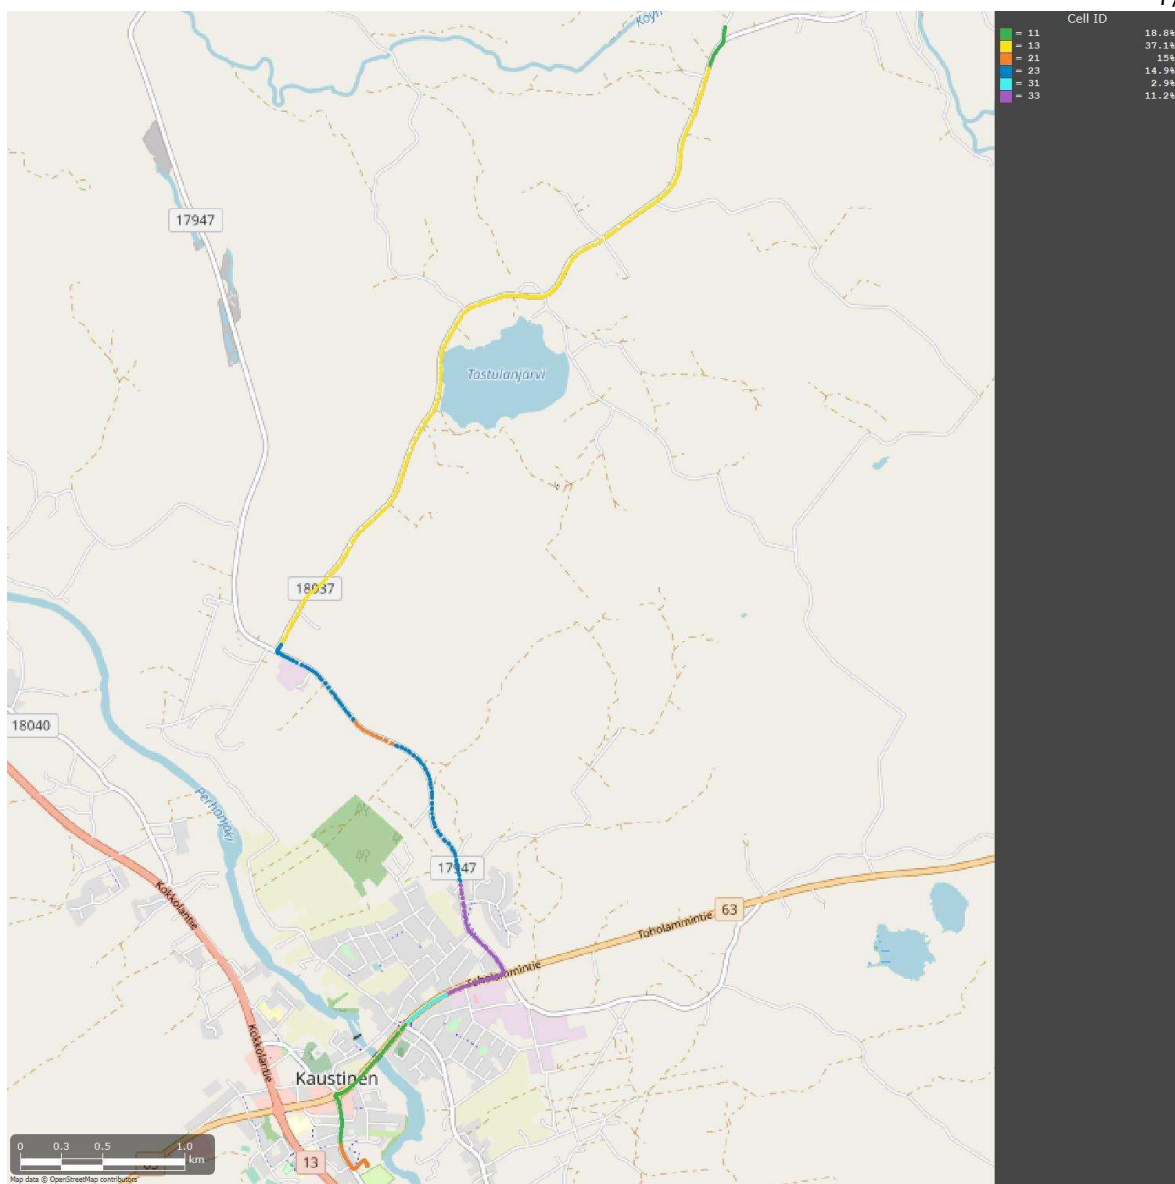 Cell ID
= 11 18.8%
= 13 37.1%
= 21 15%
= 23 14.9%
= 31 2.9%
= 33 11.2%
17947
Tastulanjärvi
18037
18040
Perhonjoki
17947
Kokkolantie
63
Toholammintie
Toholammintie
Kokkolantie
Kaustinen
0 0.3 0.5 1.0
km
63
13
Map data © OpenStreetMap contributors